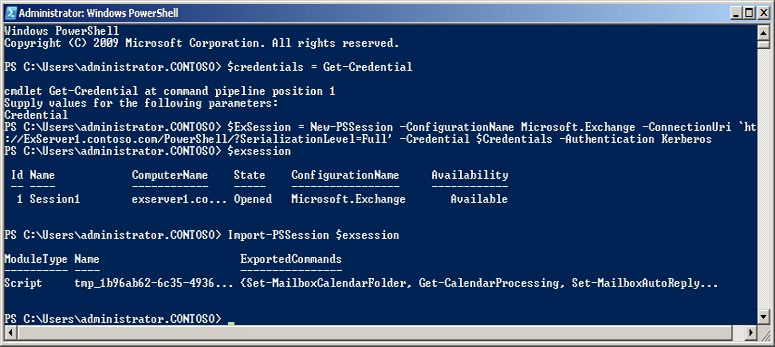 Administrator: Windows PowerShell
Windows PowerShell
Copyright (C) 2009 Microsoft Corporation. All rights reserved.
PS C:\Users\administrator.CONTOSO> $credentials = Get-Credential
cmdlet Get-Credential at command pipeline position 1
Supply values for the following parameters:
Credential
PS C:\Users\administrator.CONTOSO> $ExSession = New-PSSession -ConfigurationName Microsoft.Exchange -ConnectionUri `ht
://ExServer1.contoso.com/PowerShell/?SerializationLevel=Full' -Credential $Credentials -Authentication Kerberos
PS C:\Users\administrator.CONTOSO> $exsession
Id Name ComputerName State ConfigurationName Availability
-- ---- ------------ ----- ----------------- ------------
1 Session1 exserver1.co... Opened Microsoft.Exchange Available
PS C:\Users\administrator.CONTOSO> Import-PSSession $exsession
ModuleType Name ExportedCommands
---------- ---- ----------------
Script tmp_1b96ab62-6c35-4936... {Set-MailboxCalendarFolder, Get-CalendarProcessing, Set-MailboxAutoReply...
PS C:\Users\administrator.CONTOSO> _